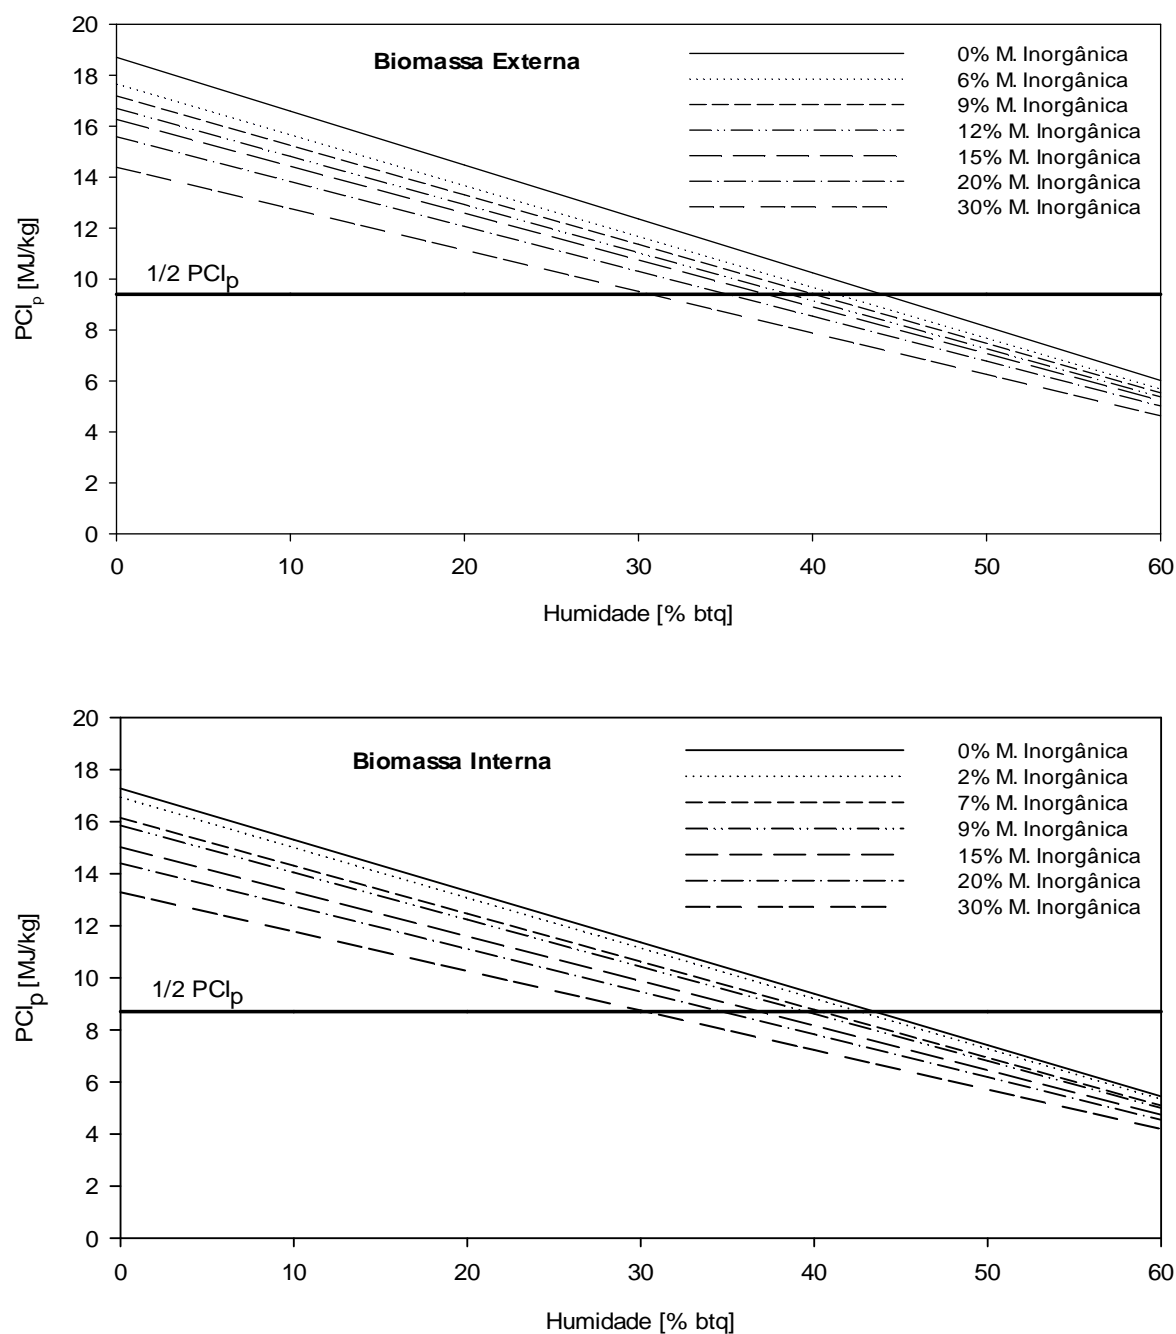 20
18
16
14
12
10
8
6
4
2
0
PCIp [MJ/kg]
Biomassa Externa
0% M. Inorgânica
6% M. Inorgânica
9% M. Inorgânica
12% M. Inorgânica
15% M. Inorgânica
20% M. Inorgânica
30% M. Inorgânica
1/2 PCIp
0 10 20 30 40 50 60
Humidade [% btq]
20
18
16
14
12
10
8
6
4
2
0
PCIp [MJ/kg]
Biomassa Interna
0% M. Inorgânica
2% M. Inorgânica
7% M. Inorgânica
9% M. Inorgânica
15% M. Inorgânica
20% M. Inorgânica
30% M. Inorgânica
1/2 PCIp
0 10 20 30 40 50 60
Humidade [% btq]